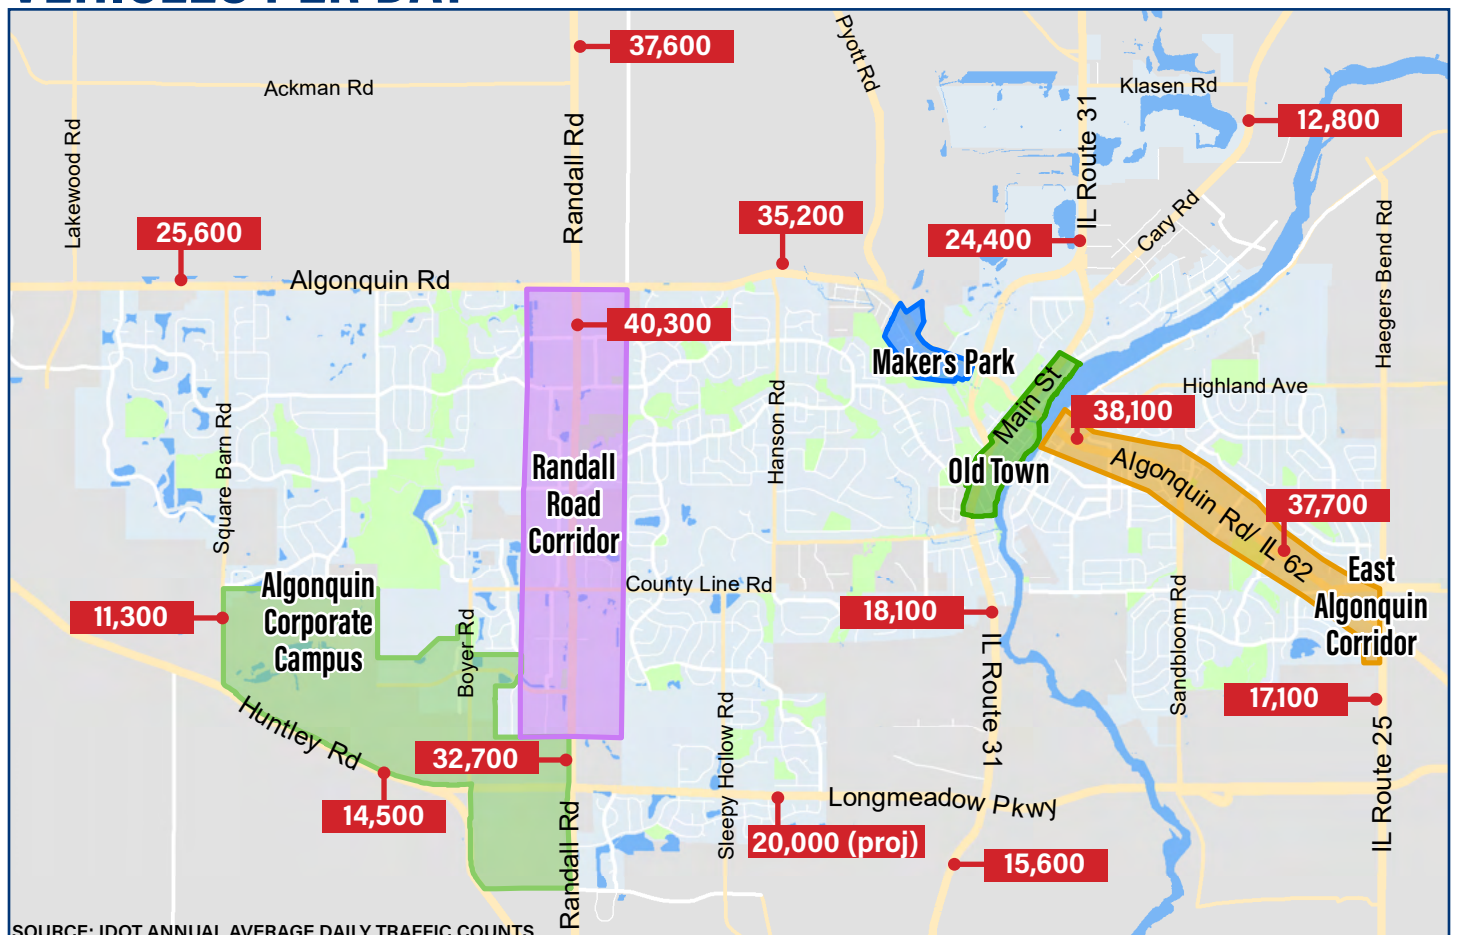 VEHICLES PER DAY
37,600
Pyott Rd
Ackman Rd
Klasen Rd
12,800
Lakewood Rd
Randall Rd
IL Route 31
35,200
25,600
24,400
Cary Rd
Haegers Bend Rd
Algonquin Rd
40,300
Makers Park
Highland Ave
Main St
38,100
Square Barn Rd
Hanson Rd
Randall
Road
Corridor
Old Town
Algonquin Rd/ IL 62
37,700
Algonquin
Corporate
Campus
County Line Rd
East
Algonquin
Corridor
11,300
18,100
Boyer Rd
Sandbloom Rd
IL Route 31
17,100
Huntley Rd
32,700
Sleepy Hollow Rd
IL Route 25
14,500
Longmeadow Pkwy
20,000 (proj)
15,600
Randall Rd
SOURCE: IDOT ANNUAL AVERAGE DAILY TRAFFIC COUNTS